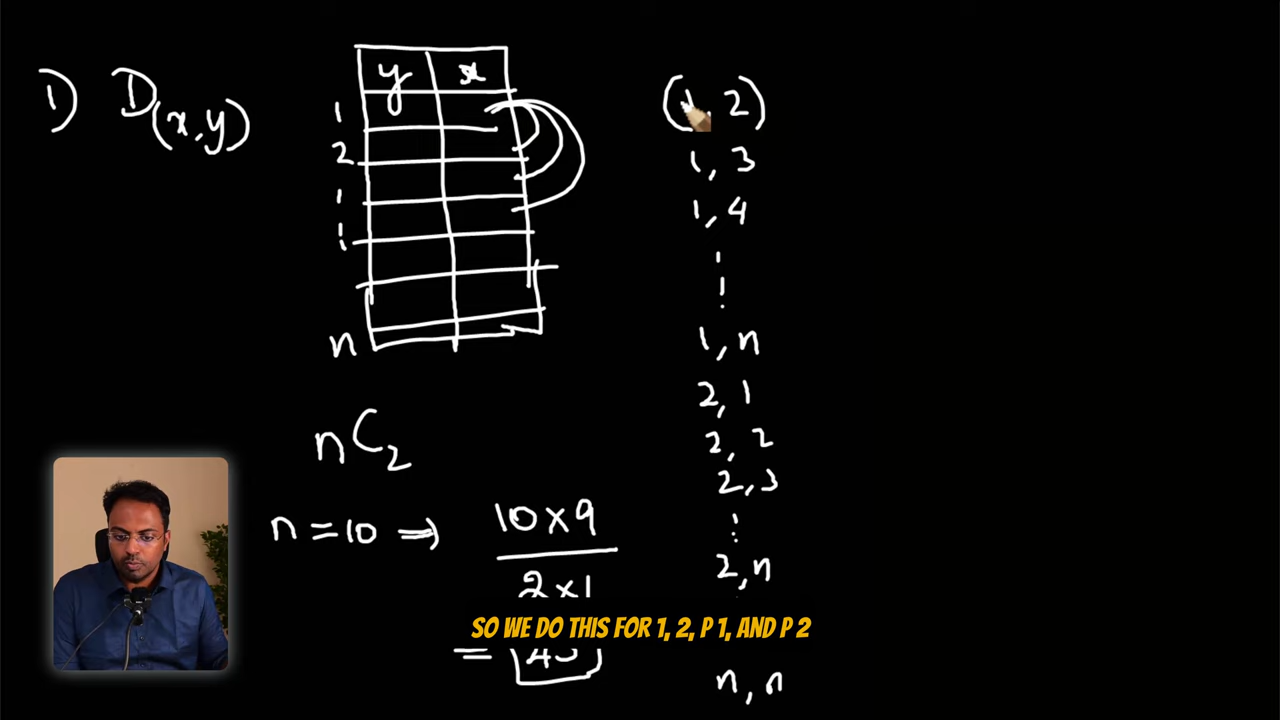 1) D(x,y)
y x
1
2
n
nC2
n = 10 ⇒ 10 x 9
2 x 1
= 45
(1, 2)
1, 3
1, 4
1, n
2, 1
2, 2
2, 3
2, n
n, n
SO WE DO THIS FOR 1, 2, P 1, AND P 2